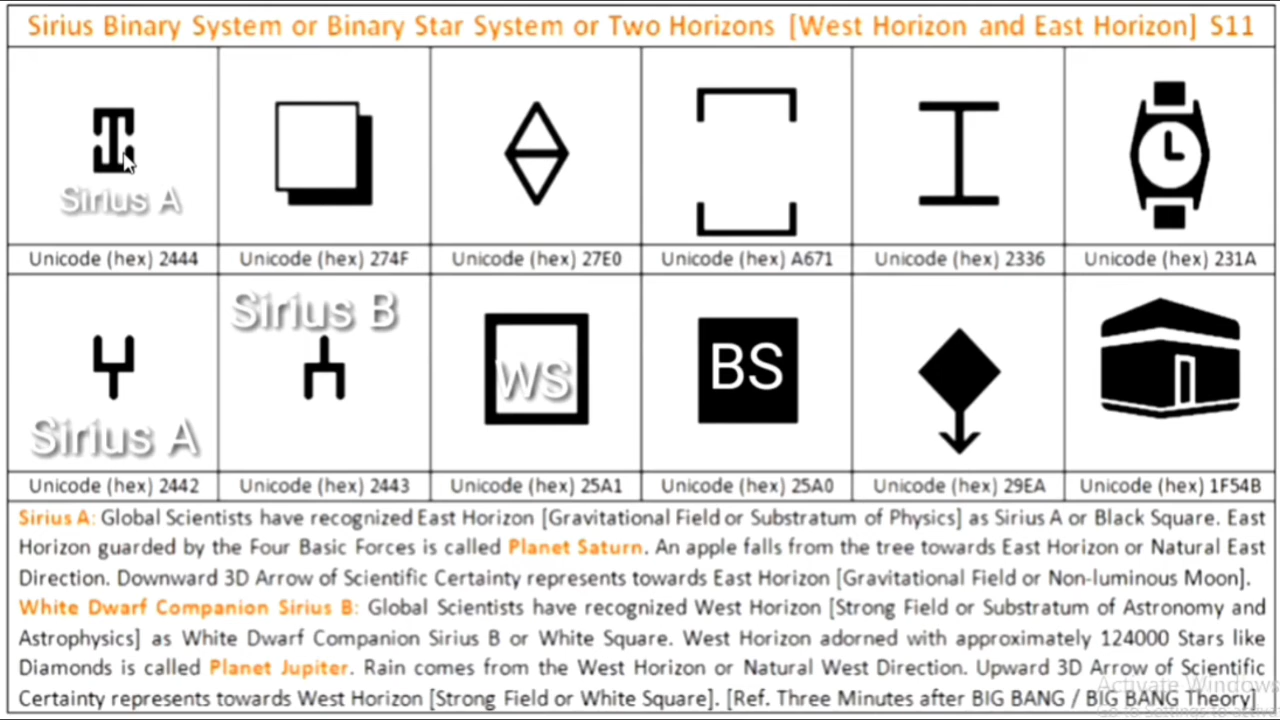 Sirius Binary System or Binary Star System or Two Horizons [West Horizon and East Horizon] S11
Sirius A
Unicode (hex) 2444
Unicode (hex) 274F
Unicode (hex) 27E0
Unicode (hex) A671
Unicode (hex) 2336
Unicode (hex) 231A
Sirius A
Sirius B
WS
BS
Unicode (hex) 2442
Unicode (hex) 2443
Unicode (hex) 25A1
Unicode (hex) 25A0
Unicode (hex) 29EA
Unicode (hex) 1F54B
Sirius A: Global Scientists have recognized East Horizon [Gravitational Field or Substratum of Physics] as Sirius A or Black Square. East
Horizon guarded by the Four Basic Forces is called Planet Saturn. An apple falls from the tree towards East Horizon or Natural East
Direction. Downward 3D Arrow of Scientific Certainty represents towards East Horizon [Gravitational Field or Non-luminous Moon].
White Dwarf Companion Sirius B: Global Scientists have recognized West Horizon [Strong Field or Substratum of Astronomy and
Astrophysics] as White Dwarf Companion Sirius B or White Square. West Horizon adorned with approximately 124000 Stars like
Diamonds is called Planet Jupiter. Rain comes from the West Horizon or Natural West Direction. Upward 3D Arrow of Scientific
Certainty represents towards West Horizon [Strong Field or White Square]. [Ref. Three Minutes after BIG BANG / BIG BANG Theory]
Activate Windows